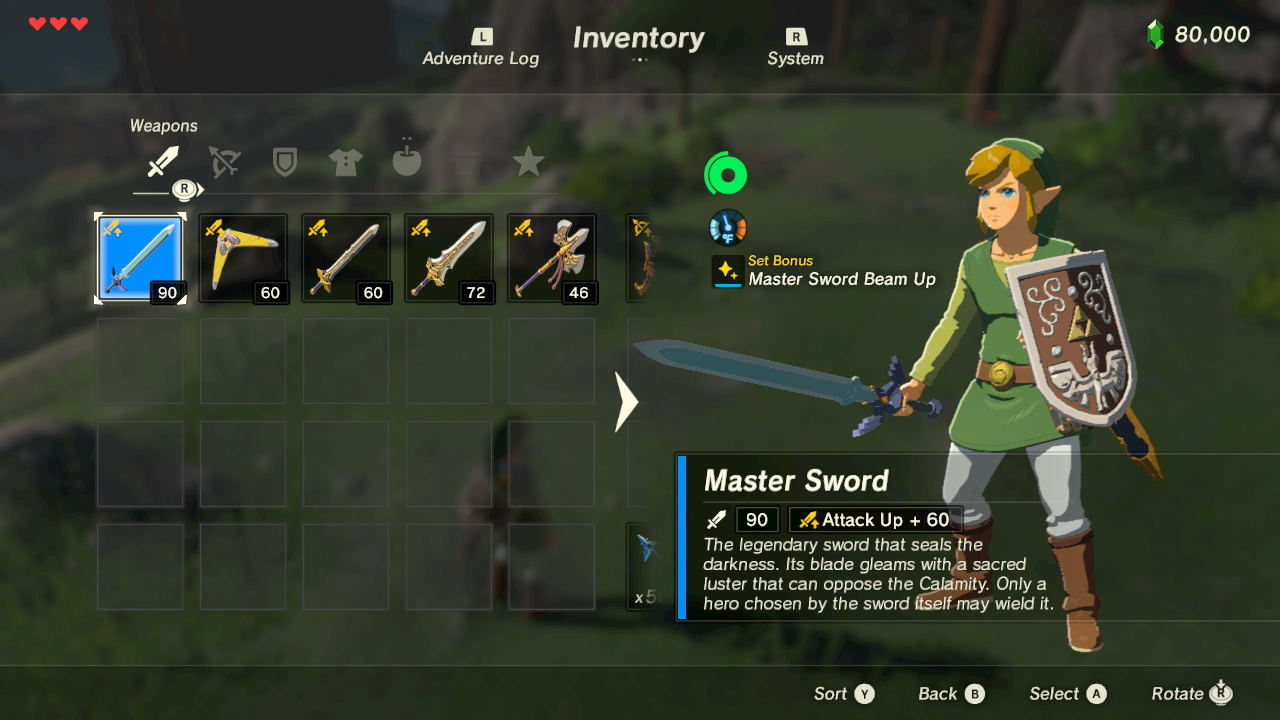 L
Adventure Log
Inventory
R
System
80,000
Weapons
R
90
60
60
72
46
°F
Set Bonus
Master Sword Beam Up
Master Sword
90
Attack Up + 60
The legendary sword that seals the
darkness. Its blade gleams with a sacred
luster that can oppose the Calamity. Only a
hero chosen by the sword itself may wield it.
x5
Sort Y
Back B
Select A
Rotate R